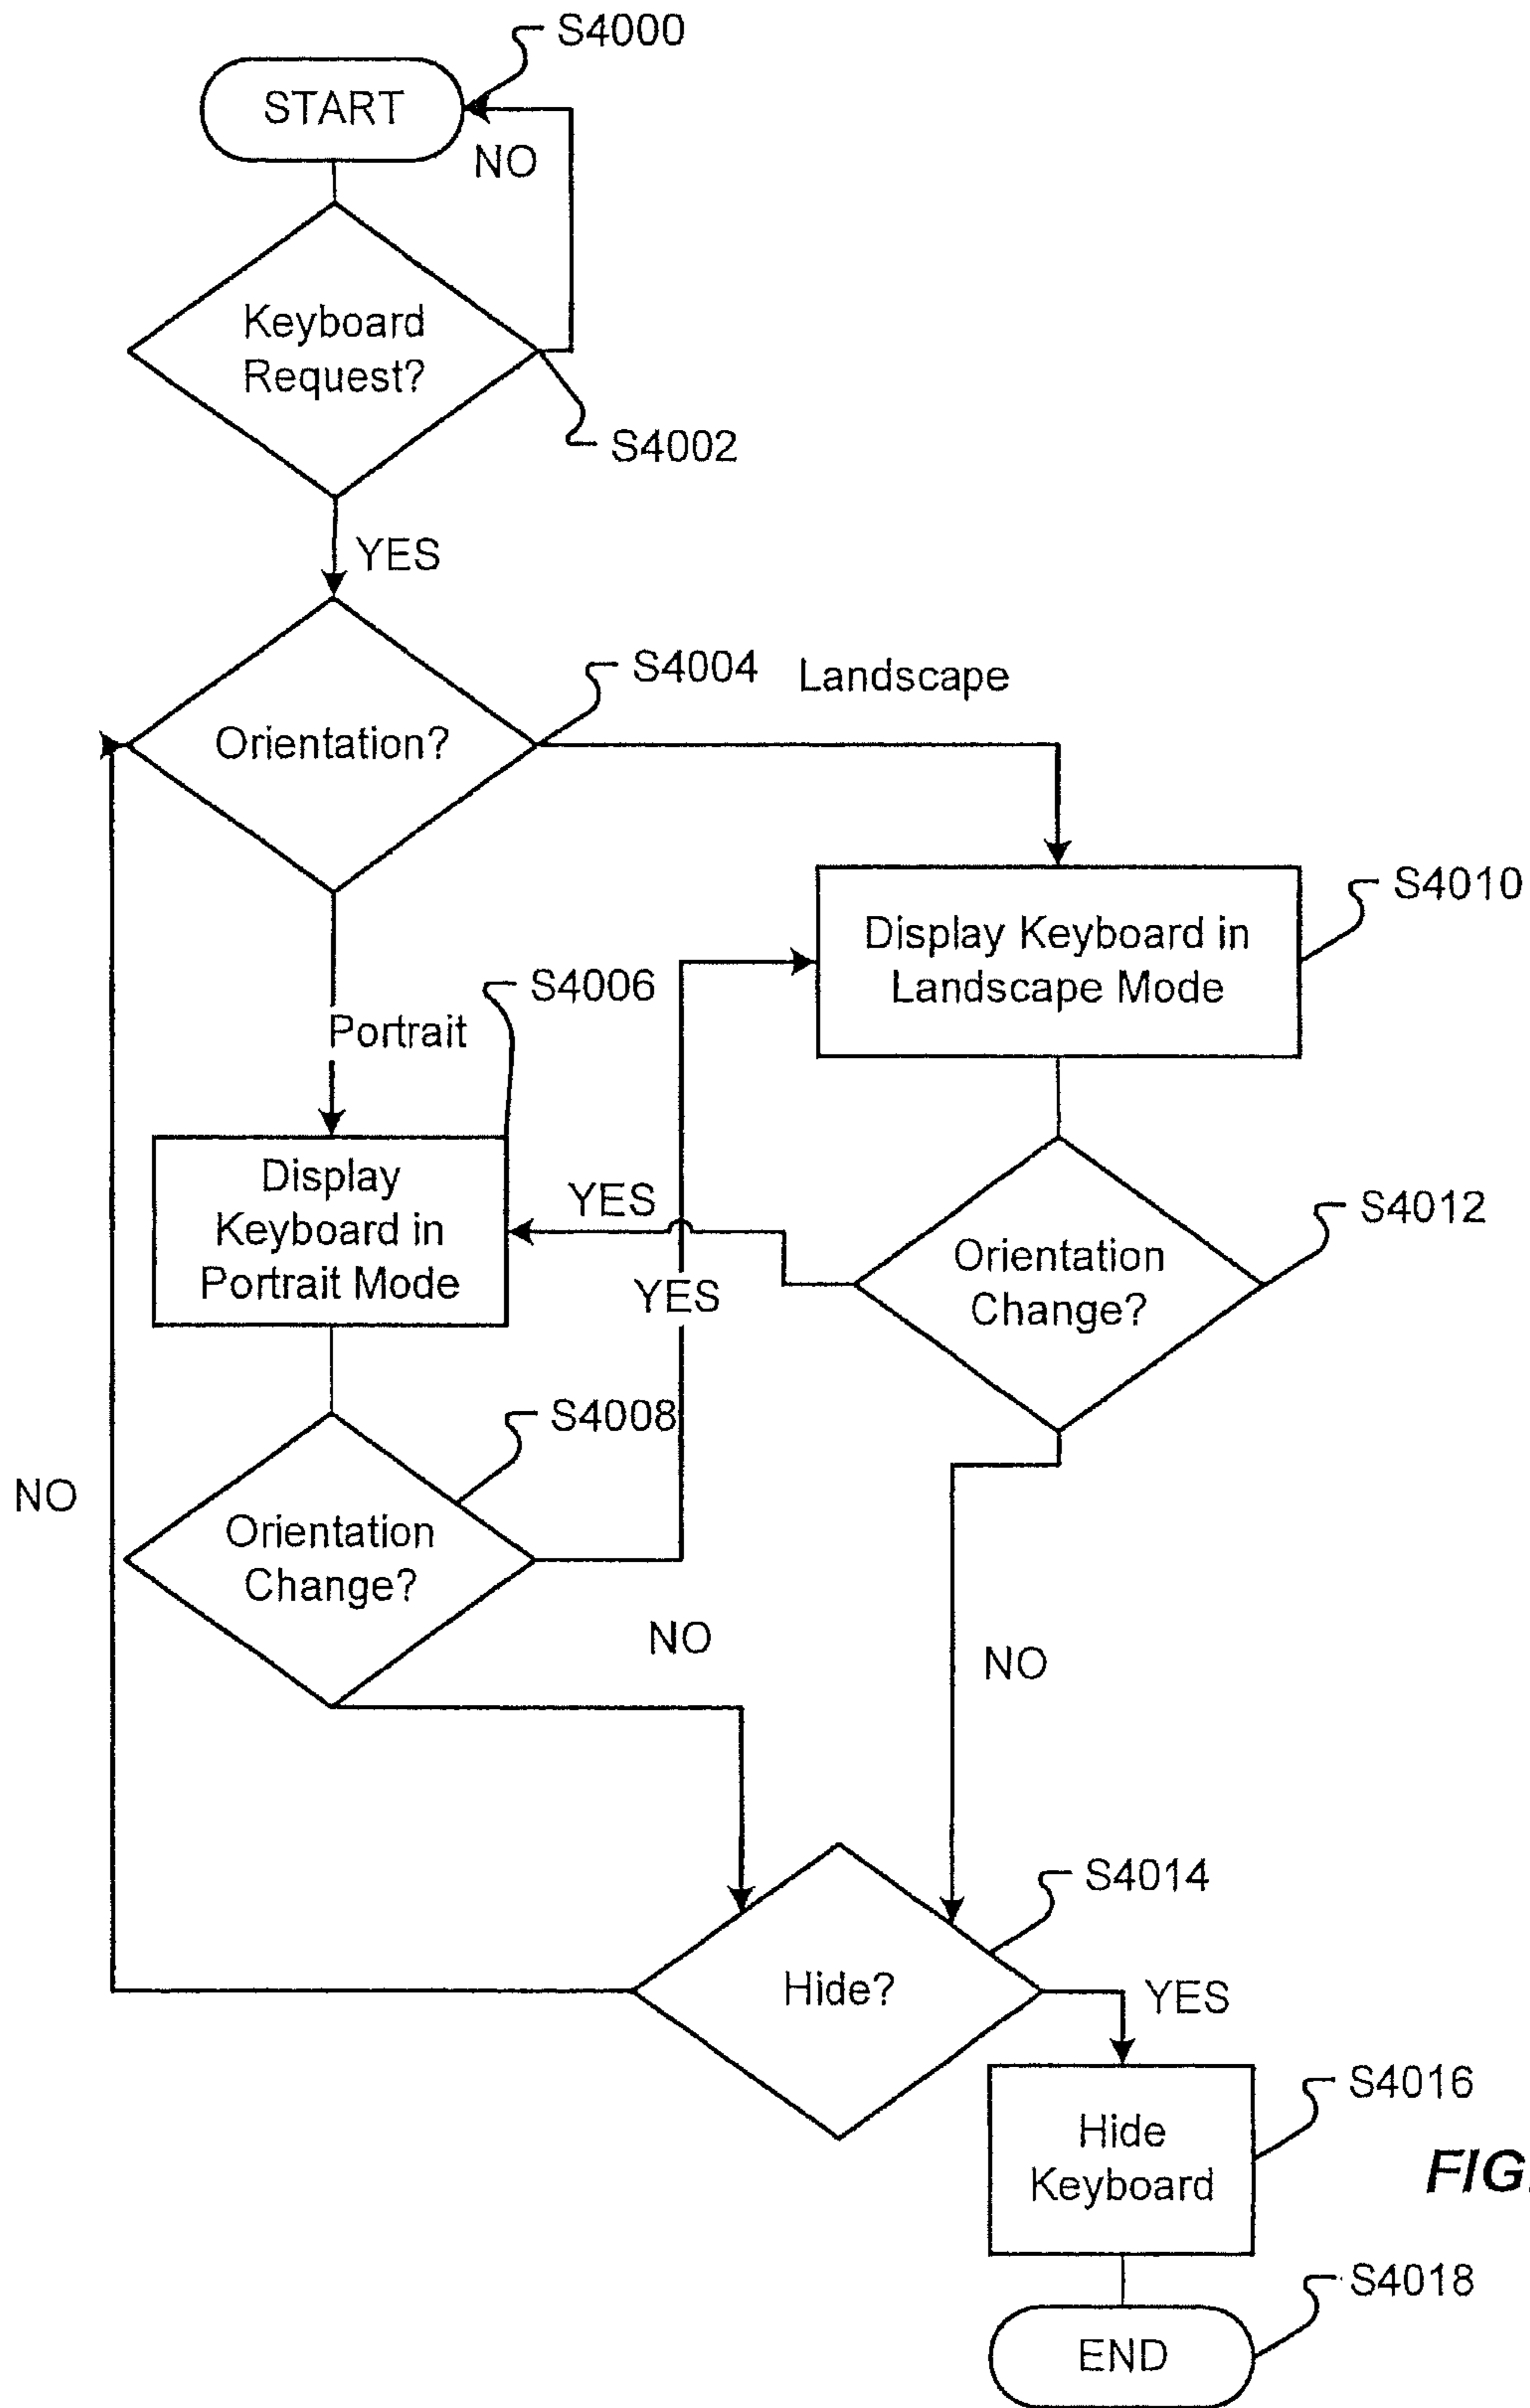 S4000
START
NO
Keyboard
Request?
S4002
YES
S4004
Landscape
Orientation?
S4010
Display Keyboard in
Landscape Mode
S4006
Portrait
Display
Keyboard in
Portrait Mode
YES
YES
S4012
Orientation
Change?
S4008
NO
Orientation
Change?
NO
NO
S4014
Hide?
YES
S4016
Hide
Keyboard
FIG.
S4018
END